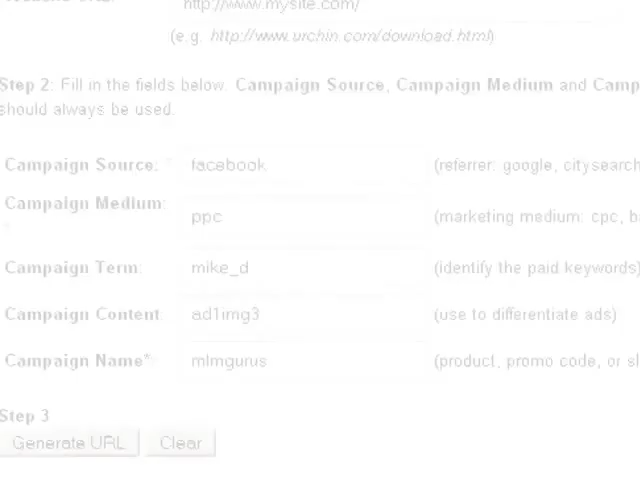 http://www.mysite.com/
(e.g. http://www.urchin.com/download.html)
Step 2: Fill in the fields below. Campaign Source, Campaign Medium and Camp
should always be used.
Campaign Source: * facebook (referrer: google, citysearch
Campaign Medium: * ppc (marketing medium: cpc, b
Campaign Term: mike_d (identify the paid keywords)
Campaign Content: ad1img3 (use to differentiate ads)
Campaign Name*: mlmgurus (product, promo code, or sl
Step 3
Generate URL Clear